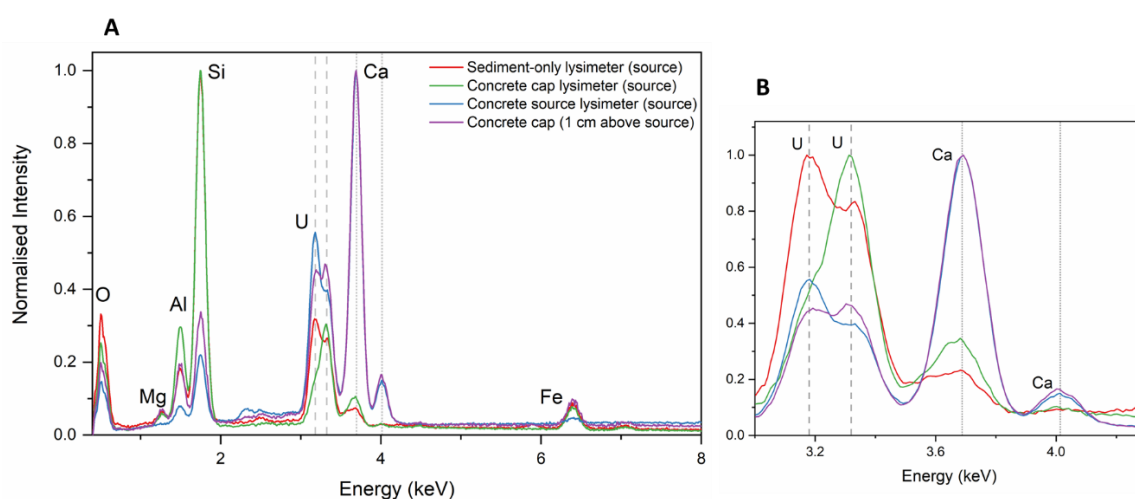 A
Si
Ca
Sediment-only lysimeter (source)
Concrete cap lysimeter (source)
Concrete source lysimeter (source)
Concrete cap (1 cm above source)
U
O
Al
Mg
Fe
1.0
0.8
0.6
0.4
0.2
0.0
Normalised Intensity
2 4 6 8
Energy (keV)
B
U U
Ca
Ca
1.0
0.8
0.6
0.4
0.2
0.0
3.2 3.6 4.0
Energy (keV)